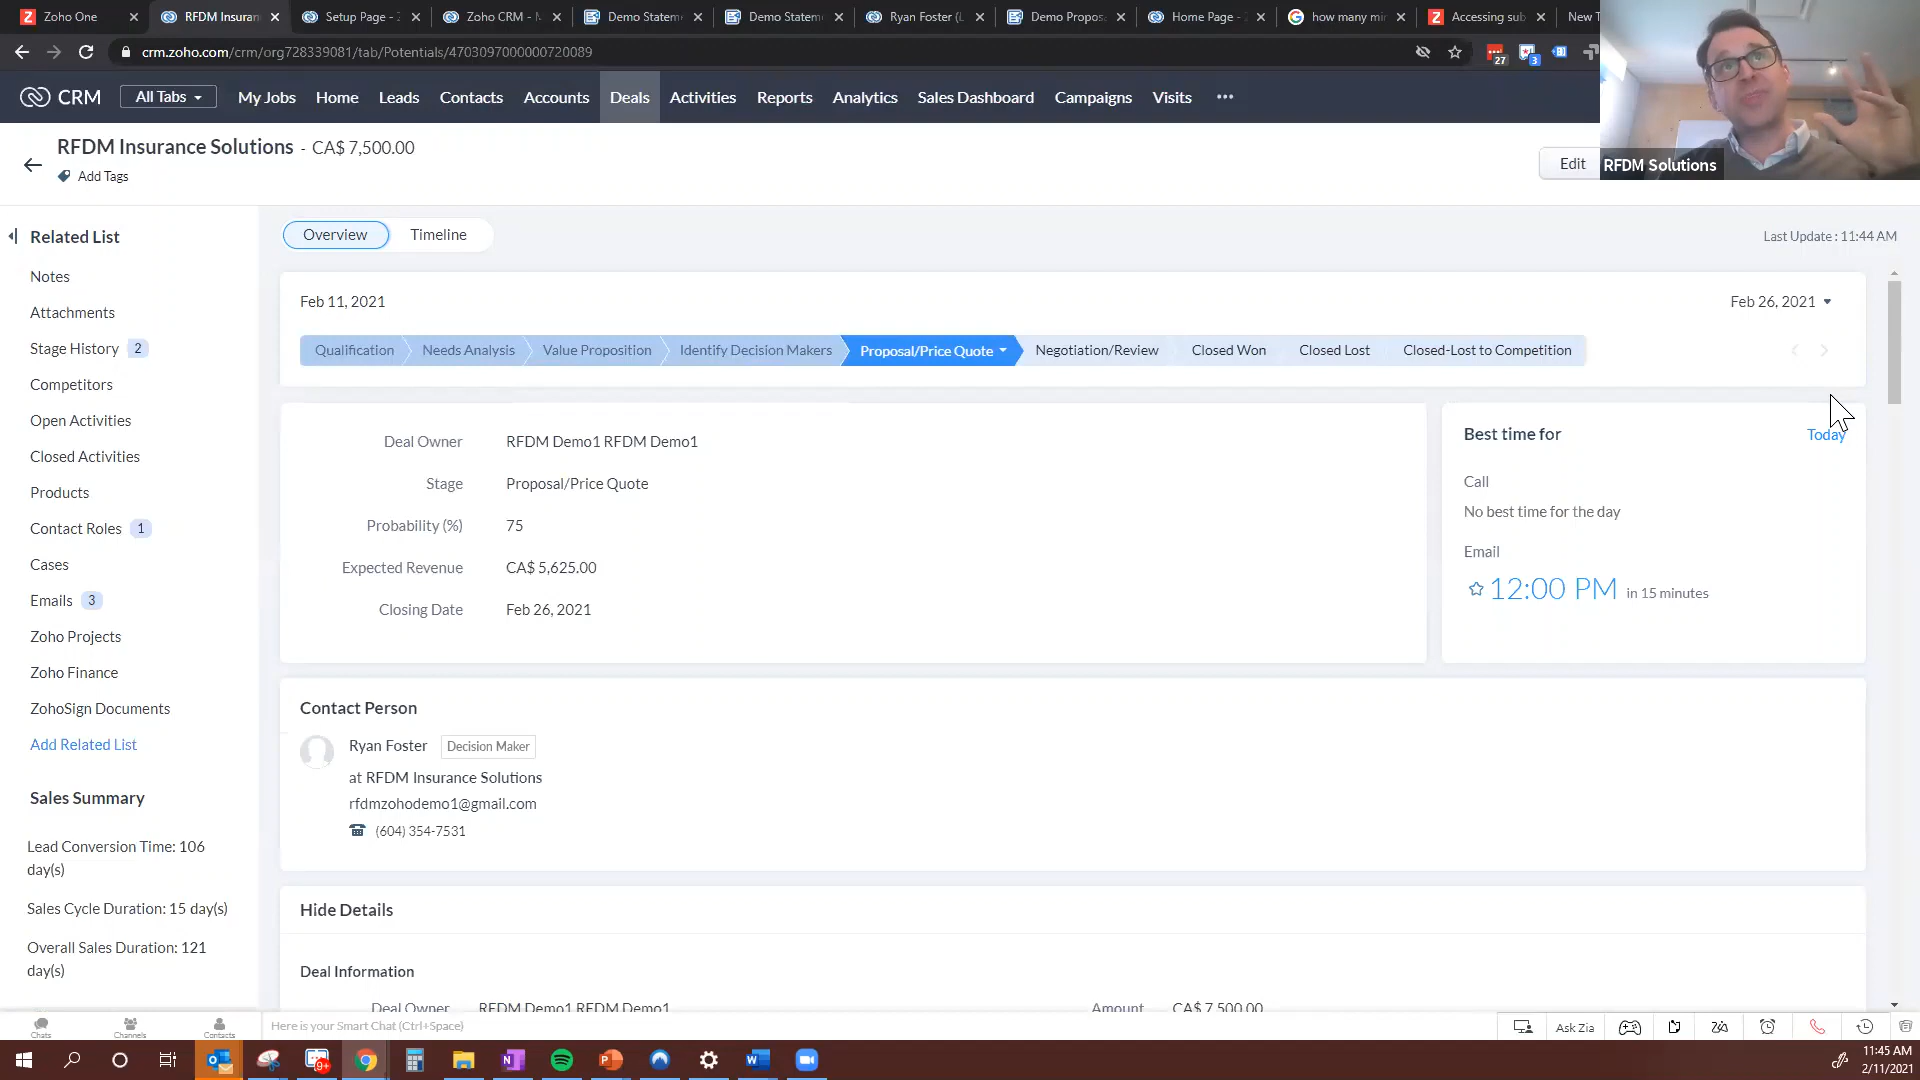 Zoho One
RFDM Insuran
Setup Page - Z
Zoho CRM - M
Demo Stateme
Demo Stateme
Ryan Foster (L
Demo Proposa
Home Page - Z
how many min
Accessing sub
New T
crm.zoho.com/crm/org728339081/tab/Potentials/4703097000000720089
27
3
CRM
All Tabs
My Jobs
Home
Leads
Contacts
Accounts
Deals
Activities
Reports
Analytics
Sales Dashboard
Campaigns
Visits
RFDM Insurance Solutions - CA$ 7,500.00
Add Tags
Edit
RFDM Solutions
Related List
Notes
Attachments
Stage History 2
Competitors
Open Activities
Closed Activities
Products
Contact Roles 1
Cases
Emails 3
Zoho Projects
Zoho Finance
ZohoSign Documents
Add Related List
Sales Summary
Lead Conversion Time: 106
day(s)
Sales Cycle Duration: 15 day(s)
Overall Sales Duration: 121
day(s)
Overview
Timeline
Last Update : 11:44 AM
Feb 11, 2021
Feb 26, 2021
Qualification
Needs Analysis
Value Proposition
Identify Decision Makers
Proposal/Price Quote
Negotiation/Review
Closed Won
Closed Lost
Closed-Lost to Competition
Deal Owner RFDM Demo1 RFDM Demo1
Stage Proposal/Price Quote
Probability (%) 75
Expected Revenue CA$ 5,625.00
Closing Date Feb 26, 2021
Best time for
Today
Call
No best time for the day
Email
12:00 PM in 15 minutes
Contact Person
Ryan Foster Decision Maker
at RFDM Insurance Solutions
rfdmzohodemo1@gmail.com
(604) 354-7531
Hide Details
Deal Information
Deal Owner RFDM Demo1 RFDM Demo1
Amount CA$ 7,500.00
Chats
Channels
Contacts
Here is your Smart Chat (Ctrl+Space)
Ask Zia
9+
11:45 AM
2/11/2021